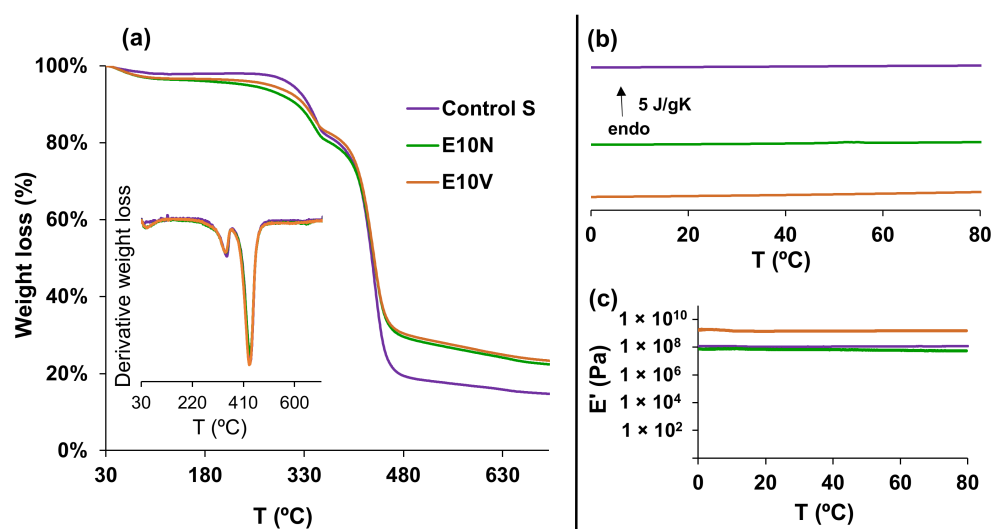 (a)
100%
80%
60%
40%
20%
0%
Weight loss (%)
Control S
E10N
E10V
Derivative weight loss
30 220 410 600
T (ºC)
30 180 330 480 630
T (ºC)
(b)
5 J/gK
endo
0 20 40 60 80
T (ºC)
(c)
1 × 10¹⁰
1 × 10⁸
1 × 10⁶
1 × 10⁴
1 × 10²
E' (Pa)
0 20 40 60 80
T (ºC)